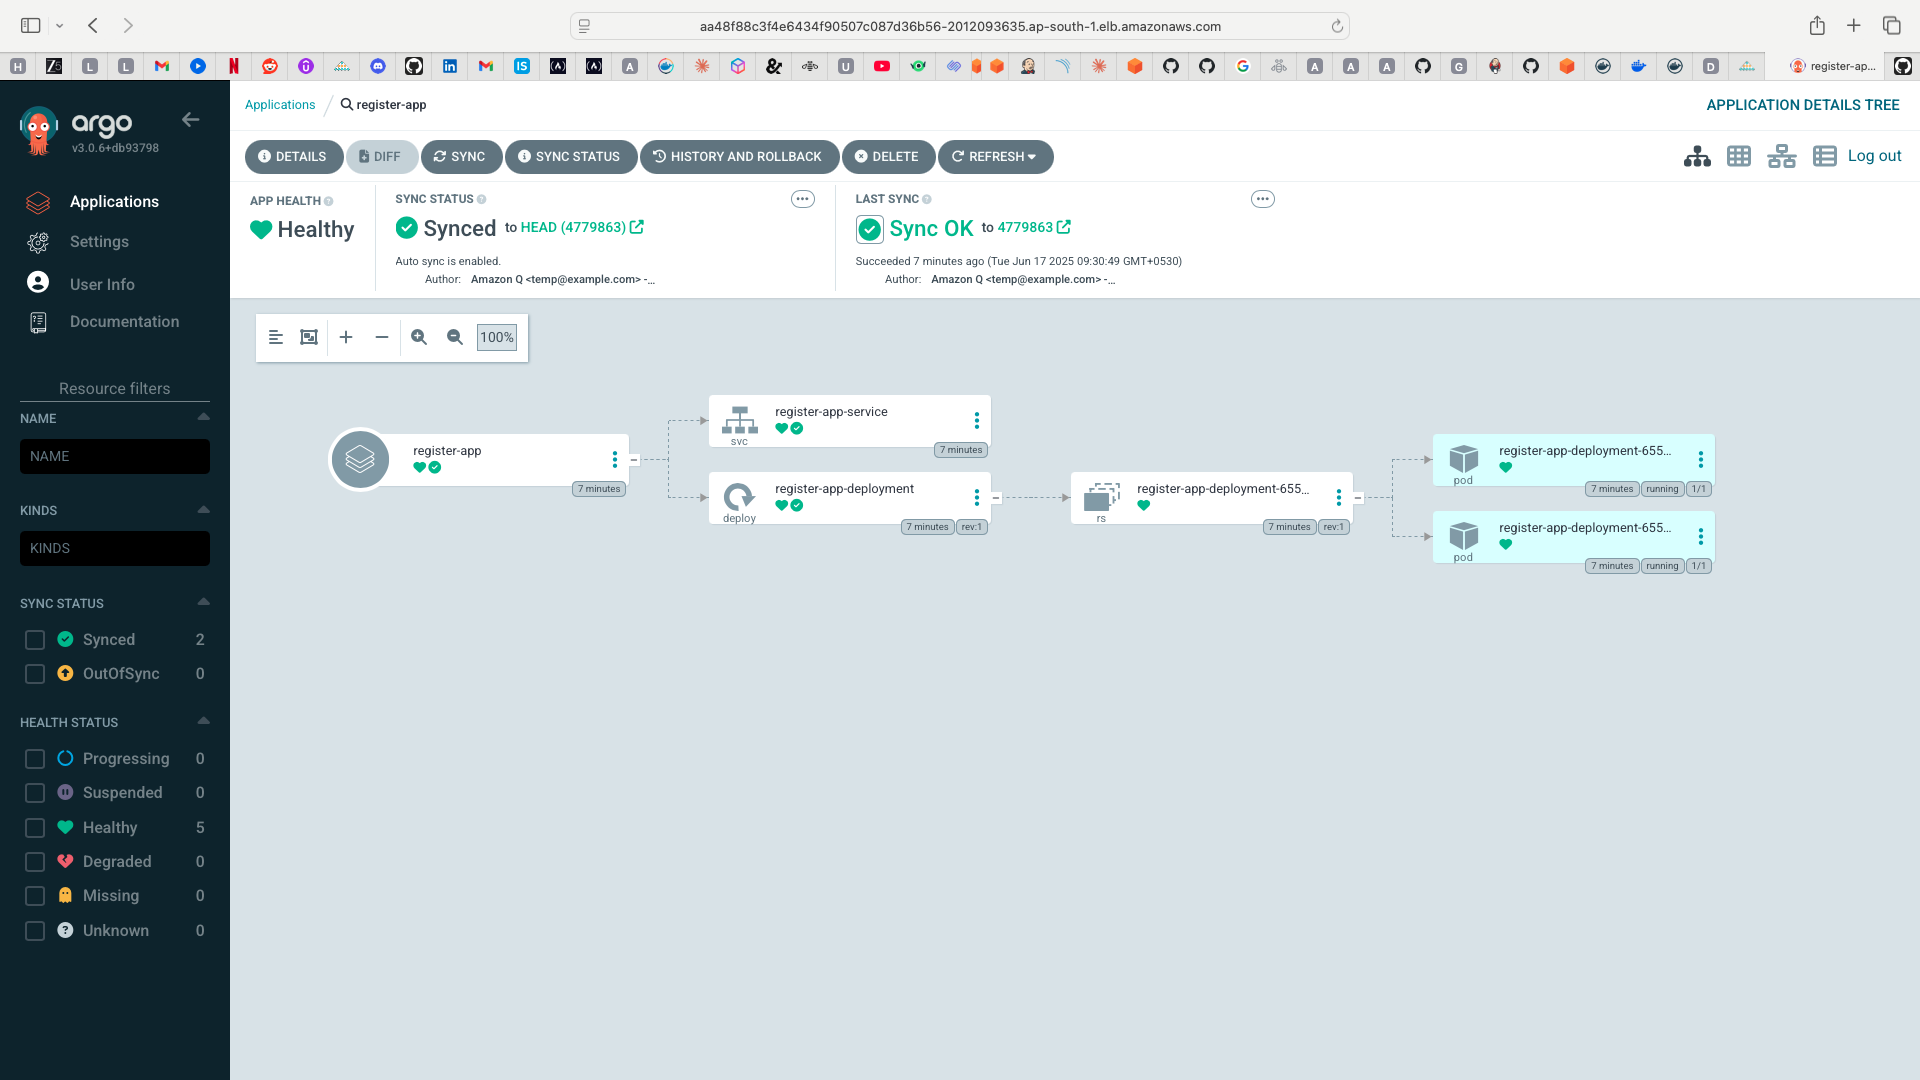 aa48f88c3f4e6434f90507c087d36b56-2012093635.ap-south-1.elb.amazonaws.com
H
L
L
IS
A
U
A
A
A
G
D
register-ap...
argo
v3.0.6+db93798
Applications
Settings
User Info
Documentation
Resource filters
NAME
NAME
KINDS
KINDS
SYNC STATUS
Synced 2
OutOfSync 0
HEALTH STATUS
Progressing 0
Suspended 0
Healthy 5
Degraded 0
Missing 0
Unknown 0
Applications / register-app
APPLICATION DETAILS TREE
DETAILS DIFF SYNC SYNC STATUS HISTORY AND ROLLBACK DELETE REFRESH
Log out
APP HEALTH
Healthy
SYNC STATUS
Synced to HEAD (4779863)
Auto sync is enabled.
Author: Amazon Q <temp@example.com> -...
LAST SYNC
Sync OK to 4779863
Succeeded 7 minutes ago (Tue Jun 17 2025 09:30:49 GMT+0530)
Author: Amazon Q <temp@example.com> -...
100%
register-app
7 minutes
register-app-service
svc
7 minutes
register-app-deployment
deploy
7 minutes rev:1
register-app-deployment-655...
rs
7 minutes rev:1
register-app-deployment-655...
pod
7 minutes running 1/1
register-app-deployment-655...
pod
7 minutes running 1/1